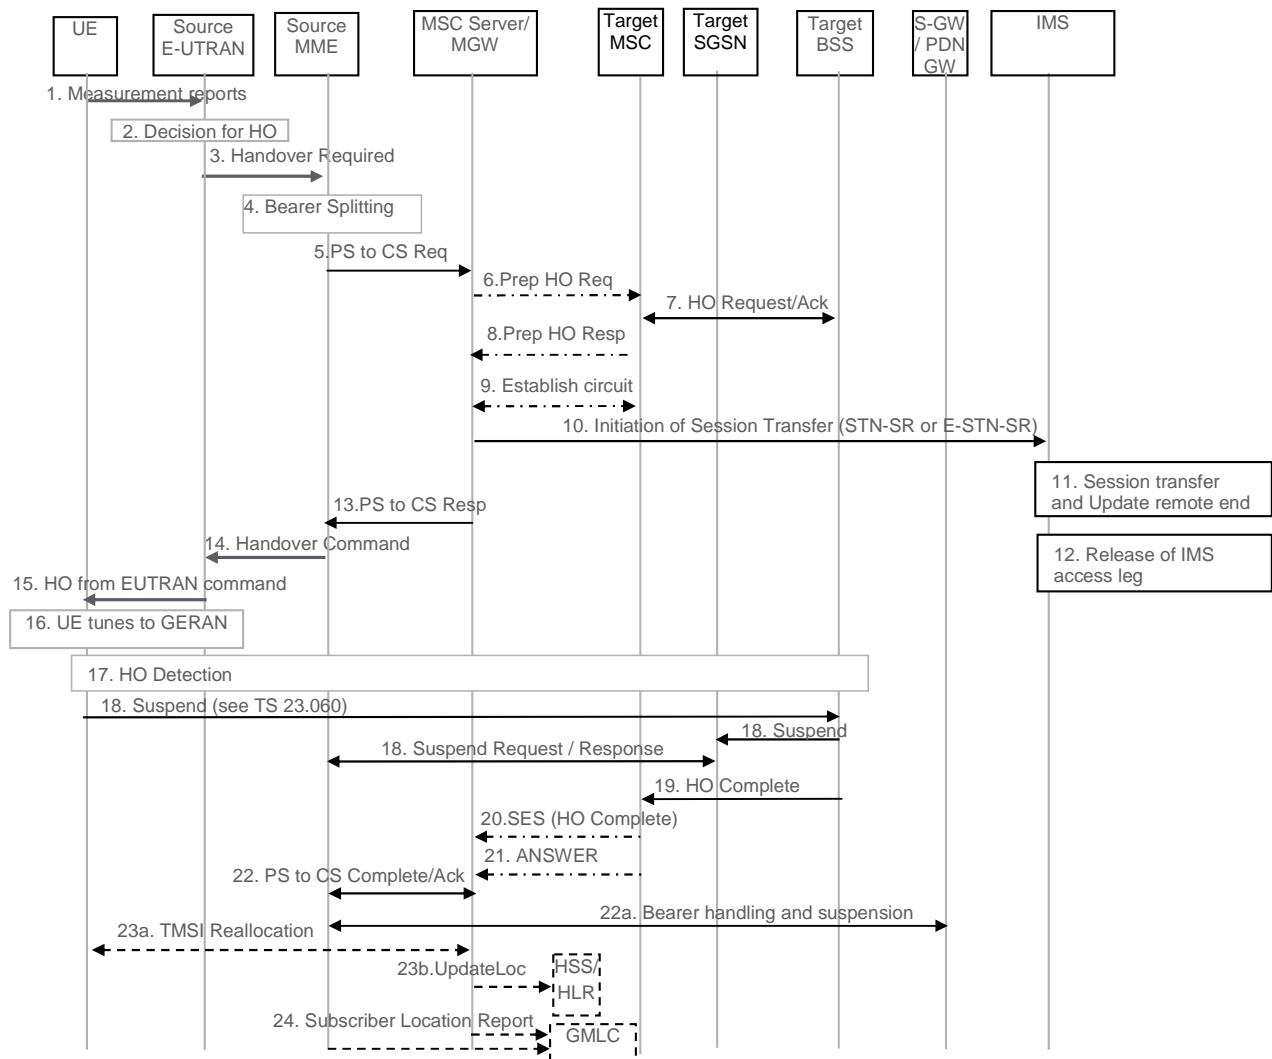 UE
Source
E-UTRAN
Source
MME
MSC Server/
MGW
Target
MSC
Target
SGSN
Target
BSS
S-GW
/ PDN
GW
IMS
1. Measurement reports
2. Decision for HO
3. Handover Required
4. Bearer Splitting
5.PS to CS Req
6.Prep HO Req
7. HO Request/Ack
8.Prep HO Resp
9. Establish circuit
10. Initiation of Session Transfer (STN-SR or E-STN-SR)
11. Session transfer
and Update remote end
13.PS to CS Resp
14. Handover Command
12. Release of IMS
access leg
15. HO from EUTRAN command
16. UE tunes to GERAN
17. HO Detection
18. Suspend (see TS 23.060)
18. Suspend
18. Suspend Request / Response
19. HO Complete
20.SES (HO Complete)
21. ANSWER
22. PS to CS Complete/Ack
22a. Bearer handling and suspension
23a. TMSI Reallocation
23b.UpdateLoc
HSS/
HLR
24. Subscriber Location Report
GMLC